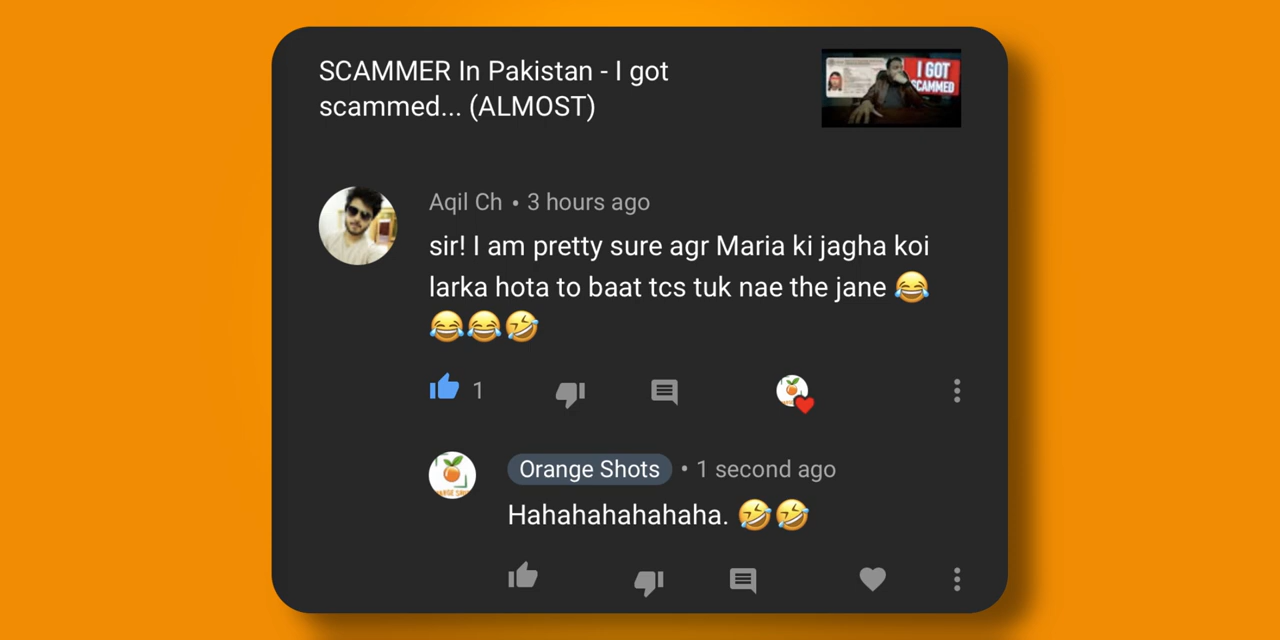 SCAMMER In Pakistan - I got
scammed... (ALMOST)
I GOT
SCAMMED
Aqil Ch • 3 hours ago
sir! I am pretty sure agr Maria ki jagha koi
larka hota to baat tcs tuk nae the jane 😂
😂😂🤣
1
Orange Shots • 1 second ago
Hahahahahahaha. 🤣🤣